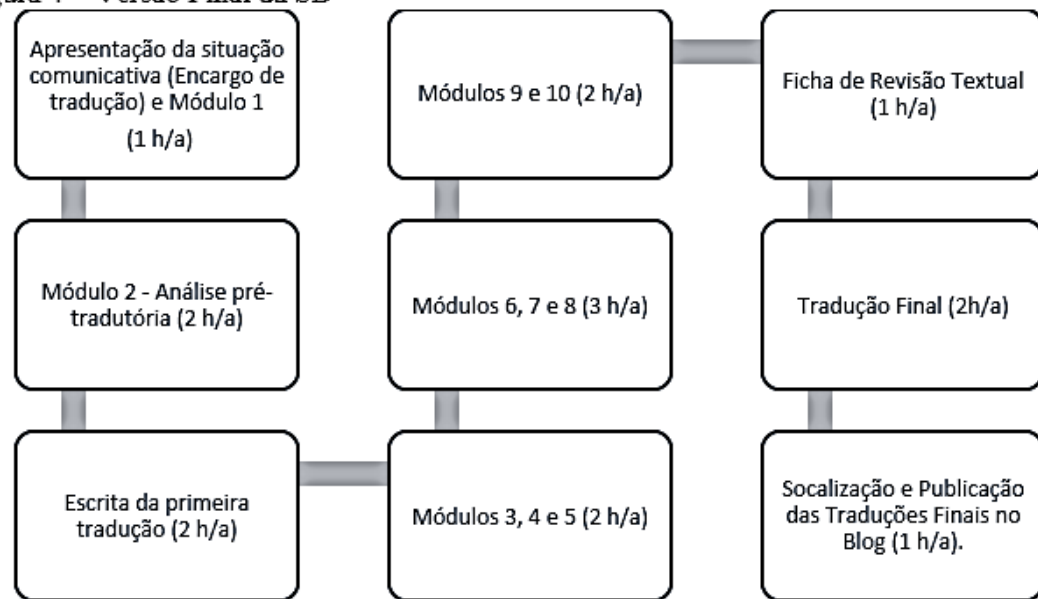 Apresentação da situação
comunicativa (Encargo de
tradução) e Módulo 1
(1 h/a)
Módulo 2 - Análise pré-
tradutória (2 h/a)
Escrita da primeira
tradução (2 h/a)
Módulos 3, 4 e 5 (2 h/a)
Módulos 6, 7 e 8 (3 h/a)
Módulos 9 e 10 (2 h/a)
Ficha de Revisão Textual
(1 h/a)
Tradução Final (2h/a)
Socalização e Publicação
das Traduções Finais no
Blog (1 h/a).